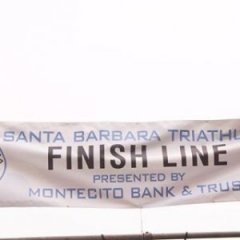 SANTA BARBARA TRIATHL
FINISH LINE
PRESENTED BY
MONTECITO BANK & TRUS